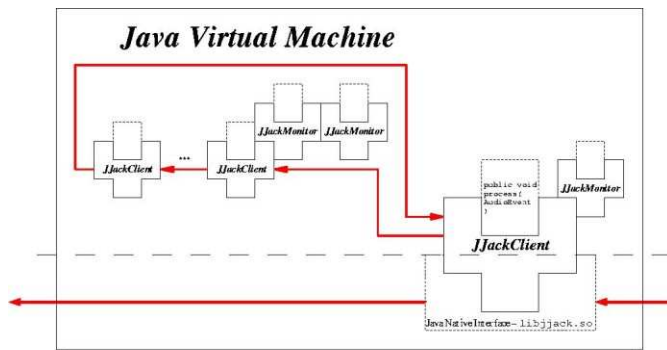 Java Virtual Machine
JJackMonitor
JJackMonitor
JJackClient
...
JJackClient
public void
process(
AudioEvent
)
JJackMonitor
JJackClient
JavaNativeInterface-libjjack.so